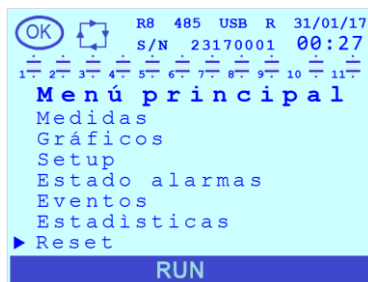 OK R8 485 USB R 31/01/17
S/N 23170001 00:27
1 2 3 4 5 6 7 8 9 10 11
Menú principal
Medidas
Gráficos
Setup
Estado alarmas
Eventos
Estadìsticas
Reset
RUN